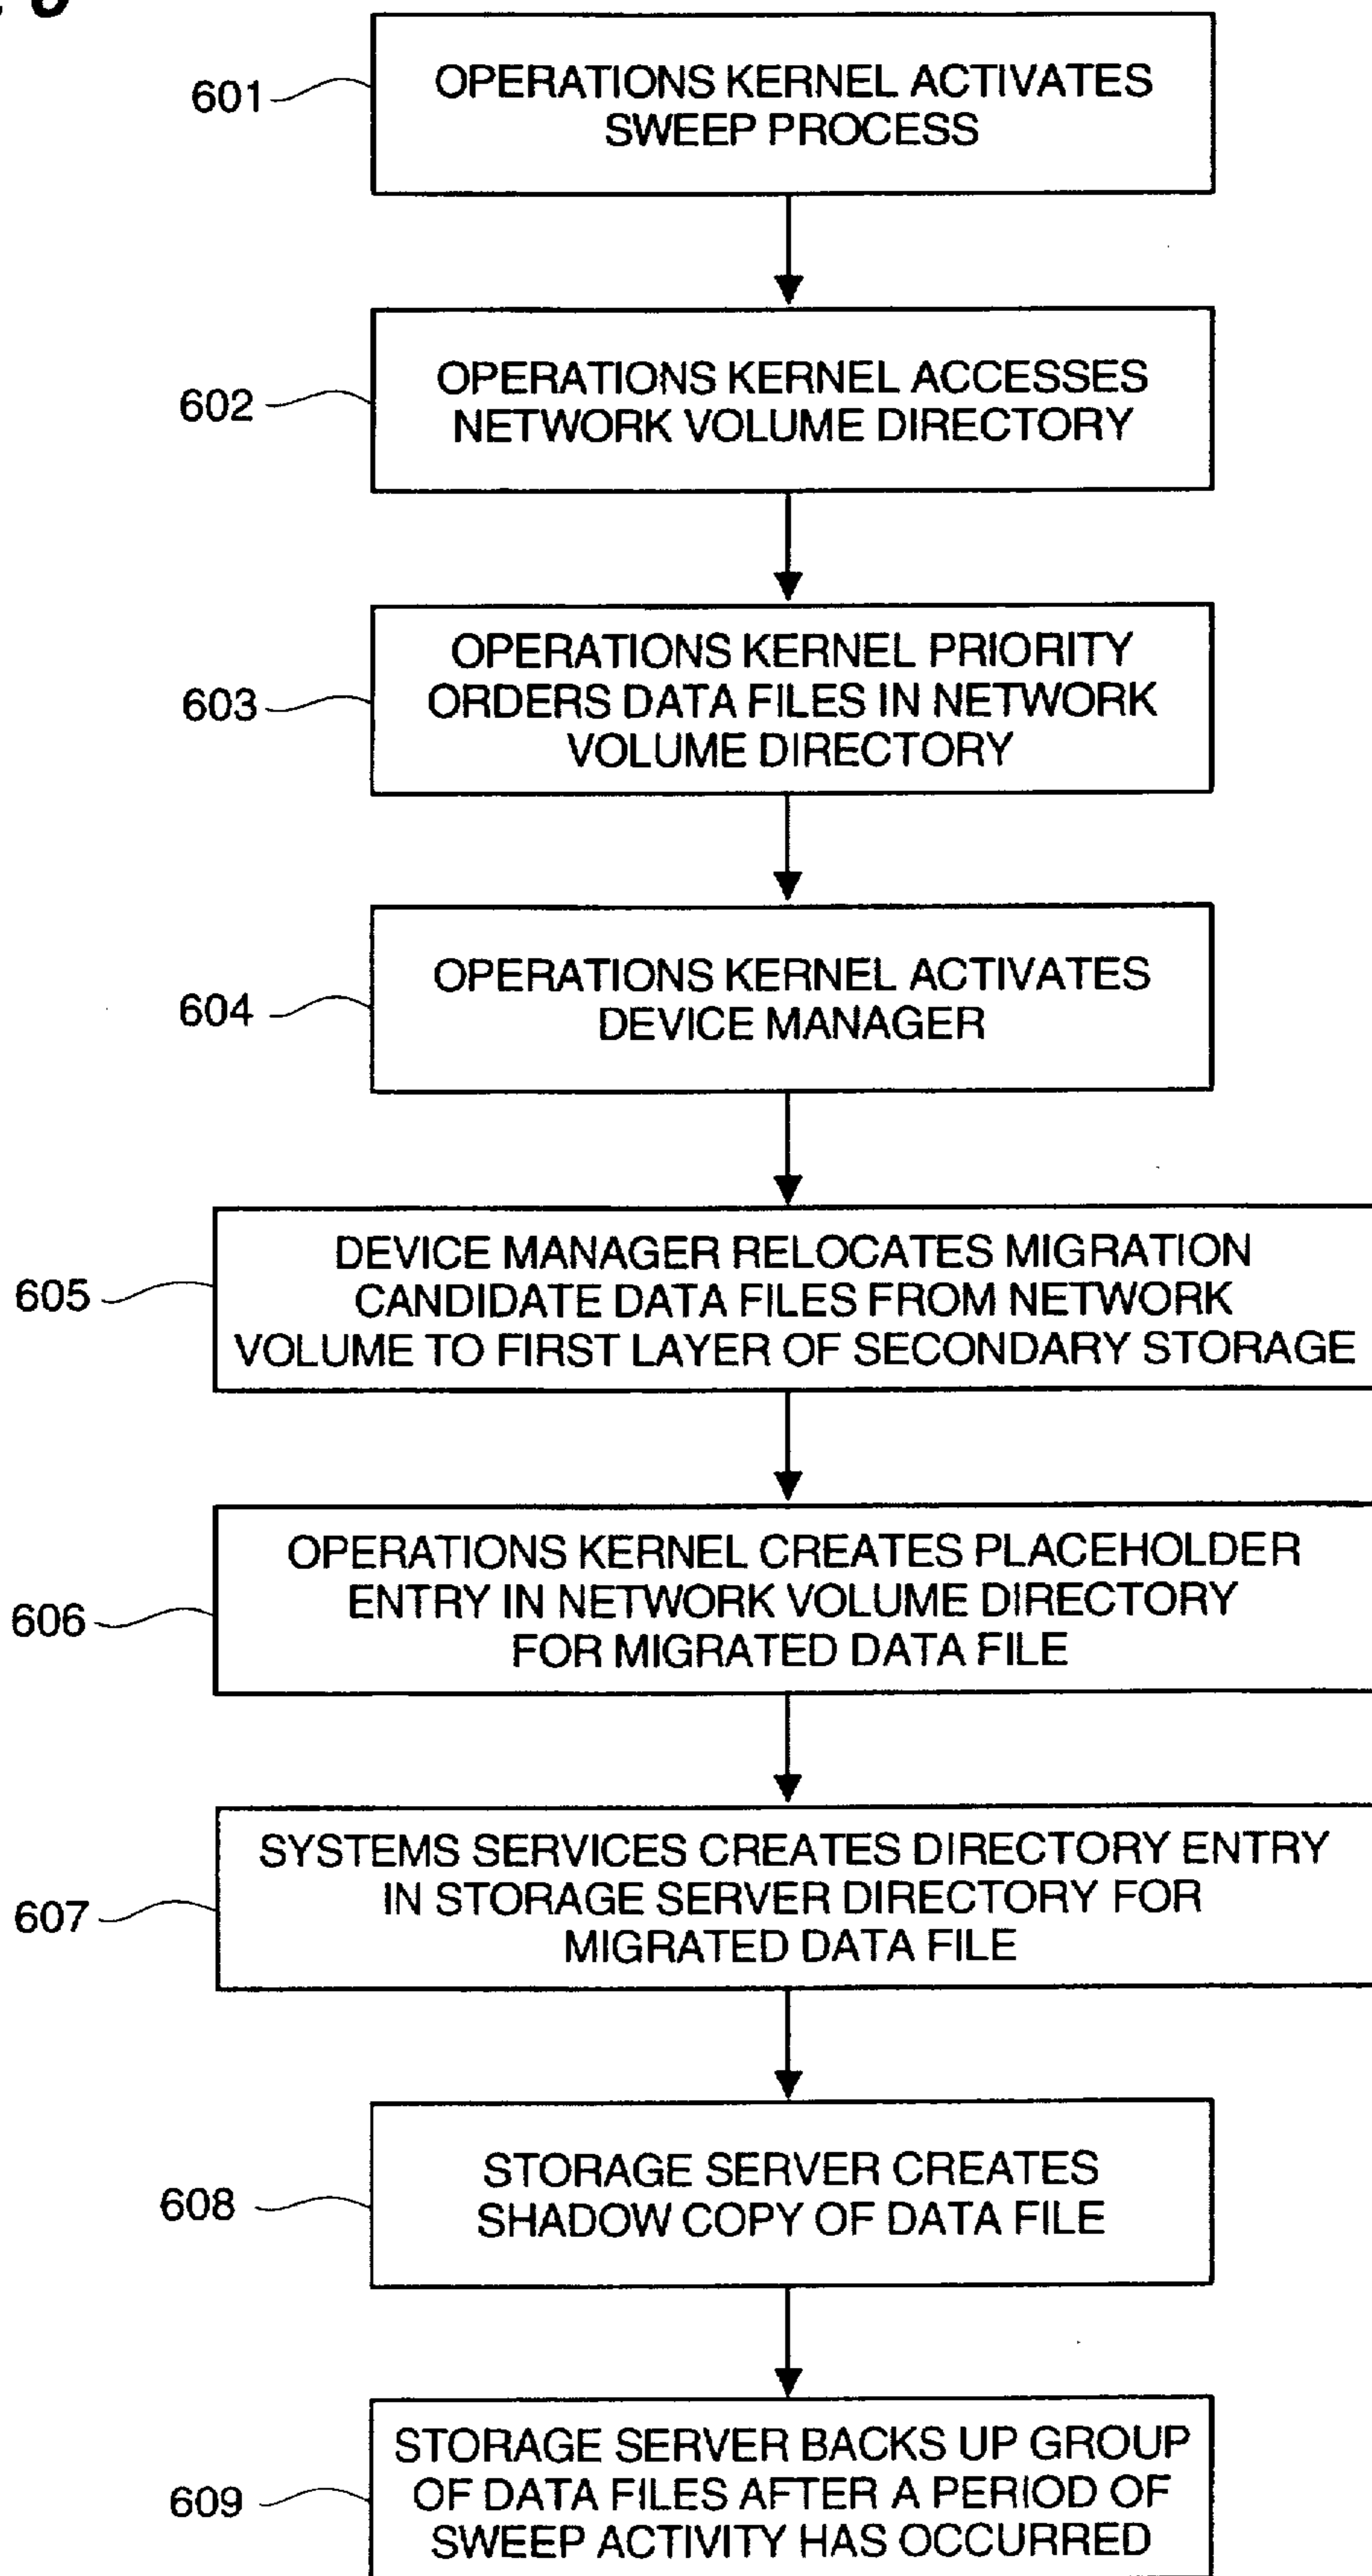 601
OPERATIONS KERNEL ACTIVATES
SWEEP PROCESS
602
OPERATIONS KERNEL ACCESSES
NETWORK VOLUME DIRECTORY
603
OPERATIONS KERNEL PRIORITY
ORDERS DATA FILES IN NETWORK
VOLUME DIRECTORY
604
OPERATIONS KERNEL ACTIVATES
DEVICE MANAGER
605
DEVICE MANAGER RELOCATES MIGRATION
CANDIDATE DATA FILES FROM NETWORK
VOLUME TO FIRST LAYER OF SECONDARY STORAGE
606
OPERATIONS KERNEL CREATES PLACEHOLDER
ENTRY IN NETWORK VOLUME DIRECTORY
FOR MIGRATED DATA FILE
607
SYSTEMS SERVICES CREATES DIRECTORY ENTRY
IN STORAGE SERVER DIRECTORY FOR
MIGRATED DATA FILE
608
STORAGE SERVER CREATES
SHADOW COPY OF DATA FILE
609
STORAGE SERVER BACKS UP GROUP
OF DATA FILES AFTER A PERIOD OF
SWEEP ACTIVITY HAS OCCURRED